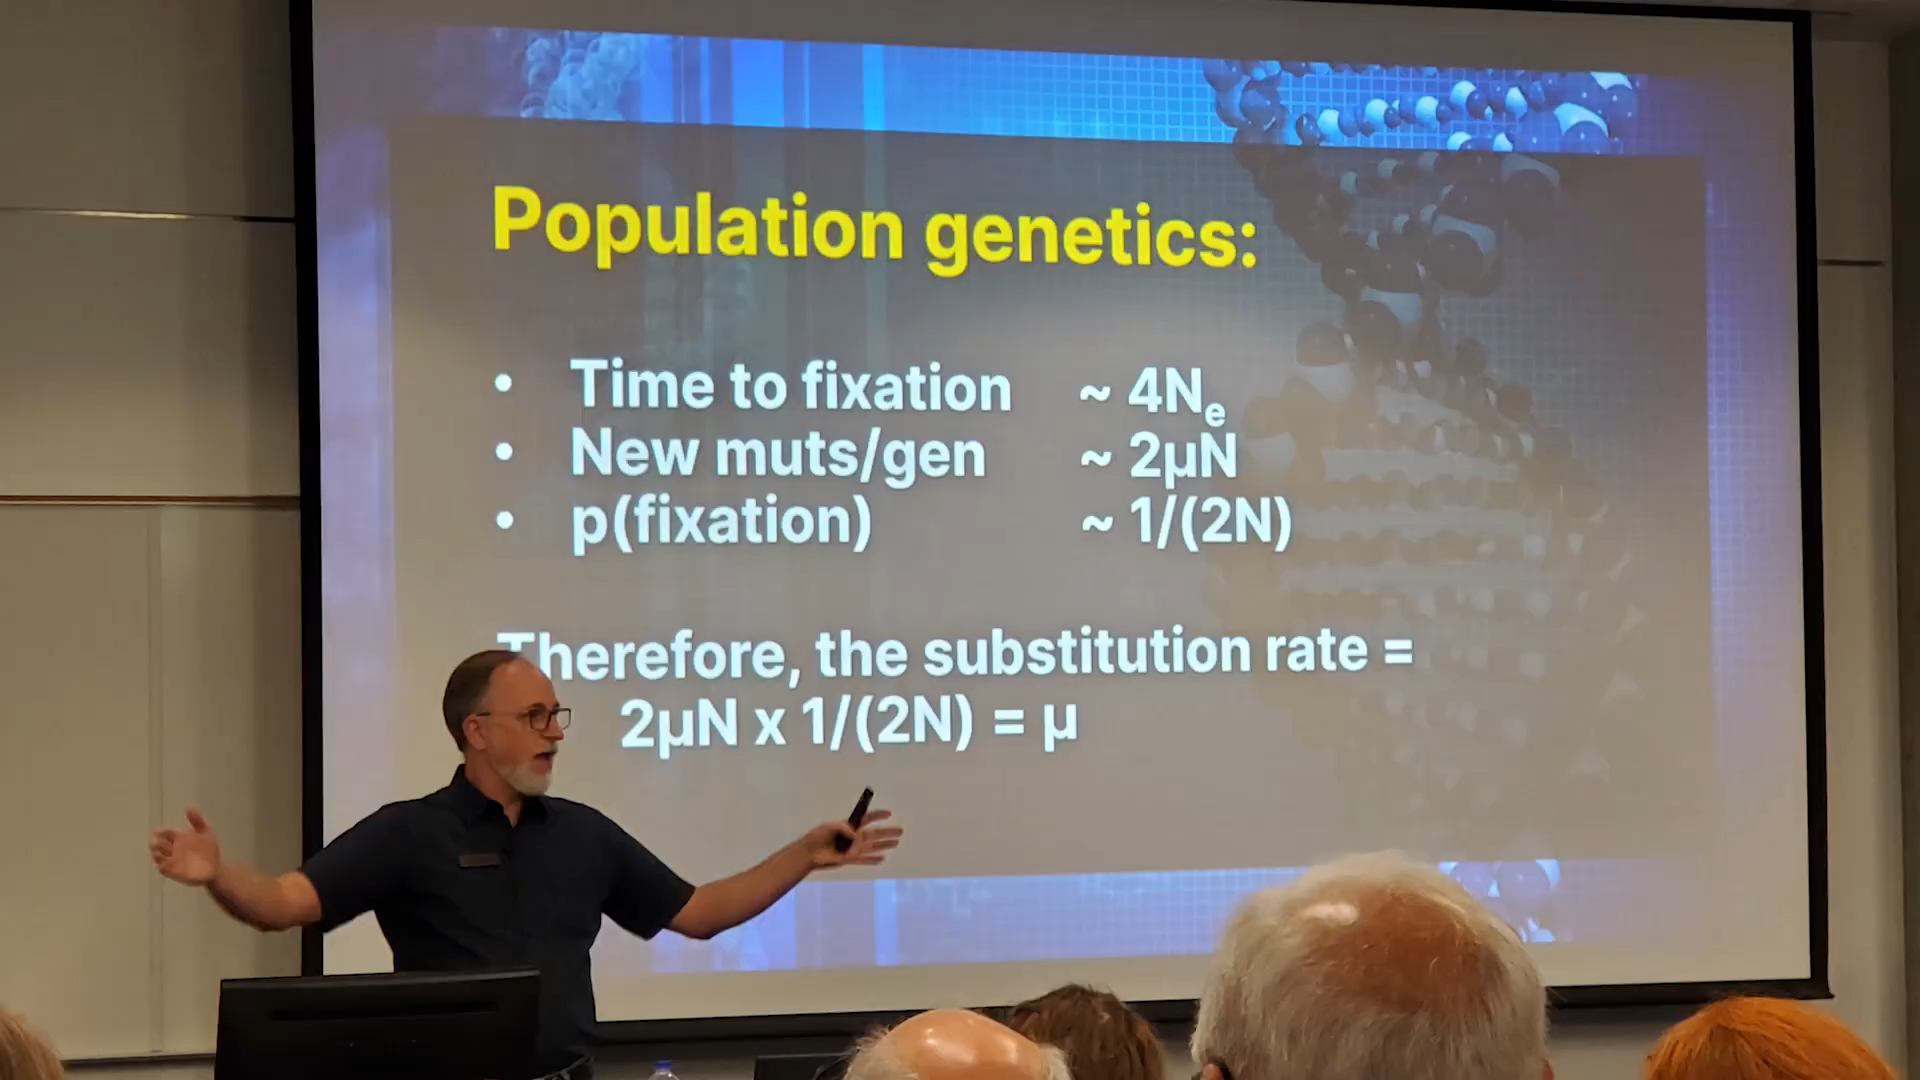 Population genetics:
• Time to fixation ~ 4Nₑ
• New muts/gen ~ 2µN
• p(fixation) ~ 1/(2N)
Therefore, the substitution rate =
2µN x 1/(2N) = µ